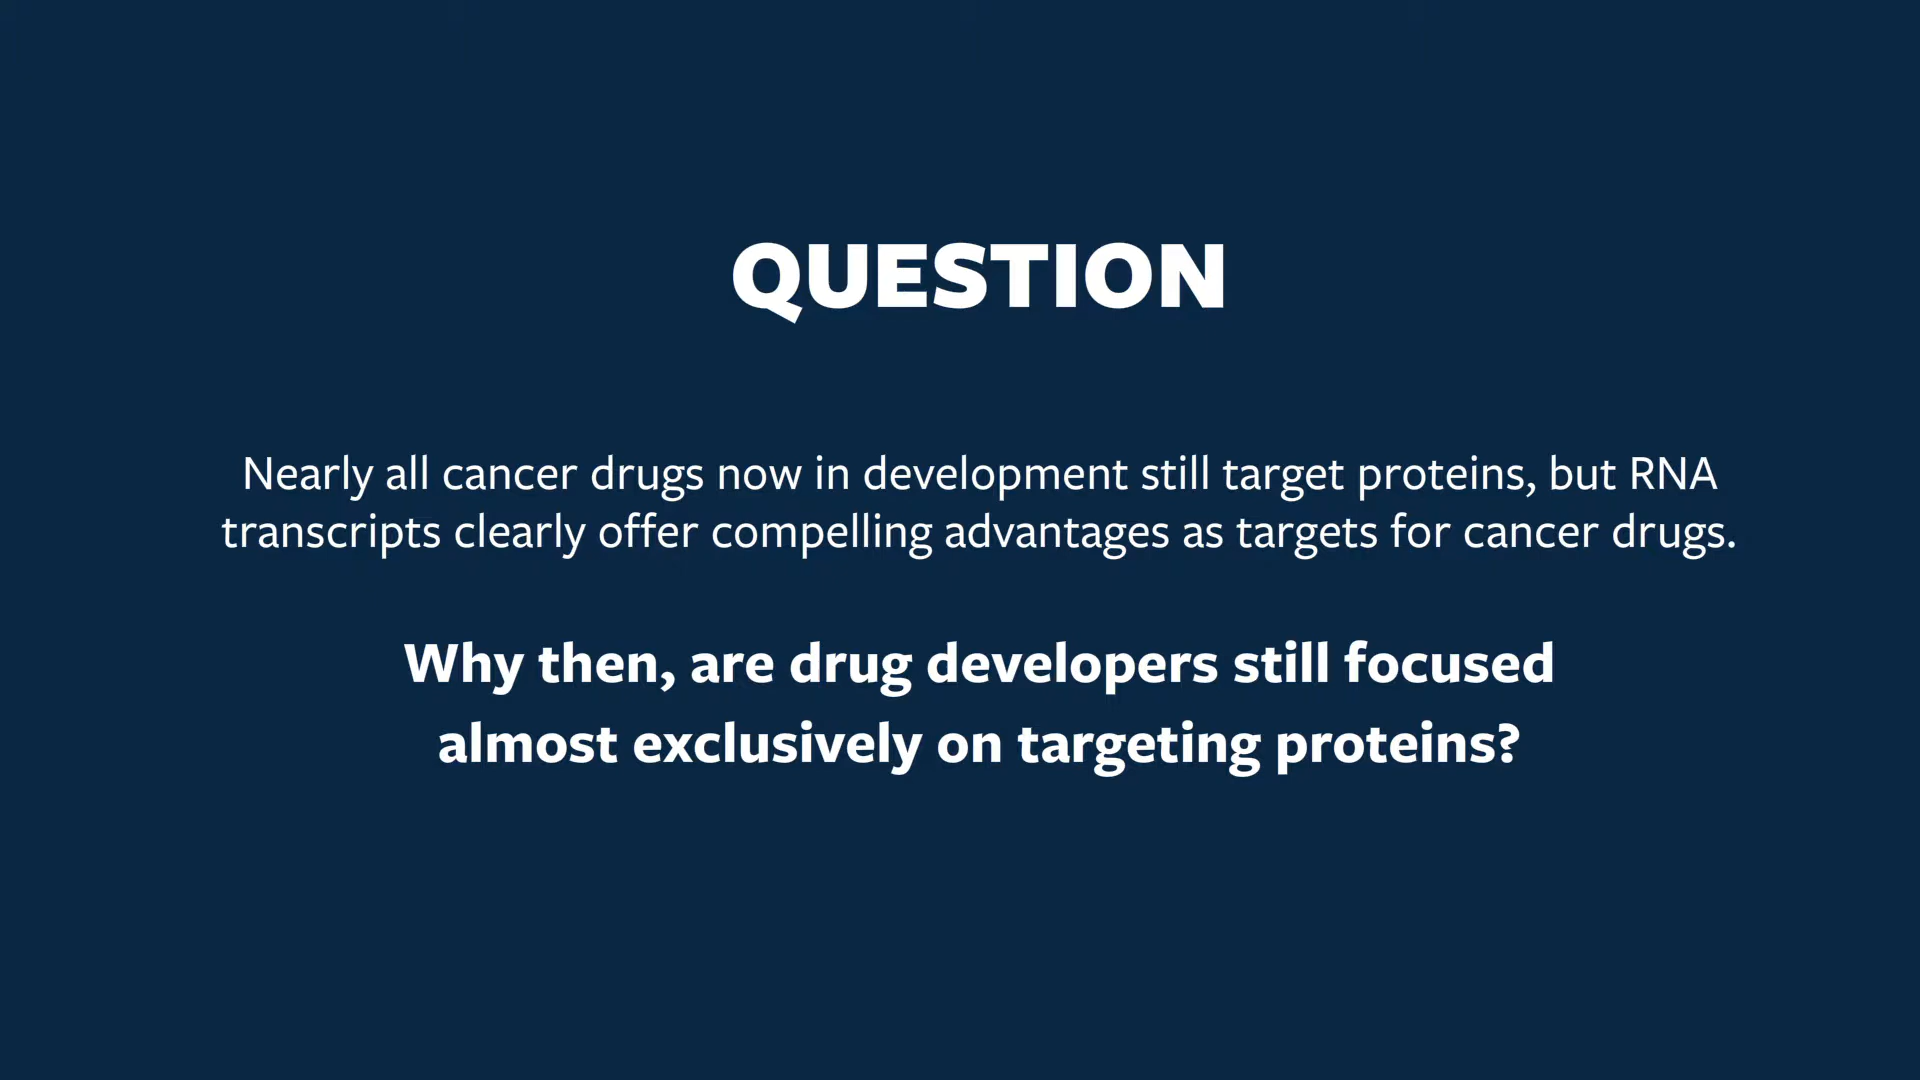 QUESTION
Nearly all cancer drugs now in development still target proteins, but RNA
transcripts clearly offer compelling advantages as targets for cancer drugs.
Why then, are drug developers still focused
almost exclusively on targeting proteins?